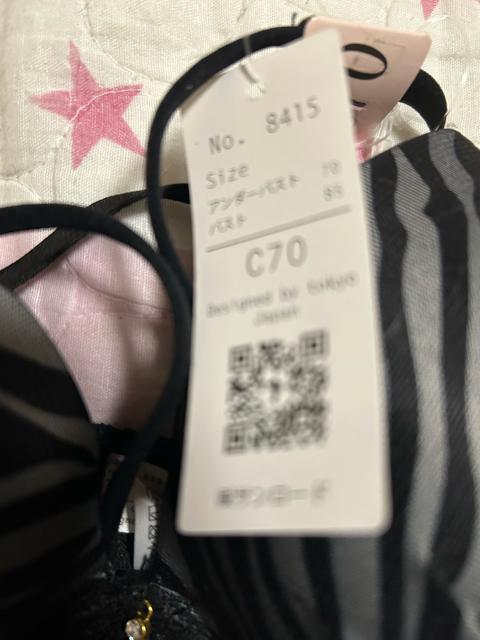 No. 8415
Size
アンダーバスト 70
バスト 85
C70
Designed by tokyo
Japan